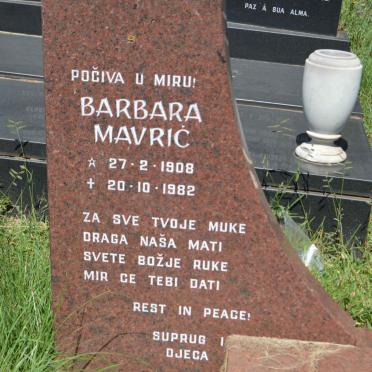 PAZ Á SUA ALMA.
POČIVA U MIRU!
BARBARA
MAVRIĆ
☆ 27-2-1908
+ 20-10-1982
ZA SVE TVOJE MUKE
DRAGA NAŠA MATI
SVETE BOŽJE RUKE
MIR ĆE TEBI DATI
REST IN PEACE!
SUPRUG I
DJECA